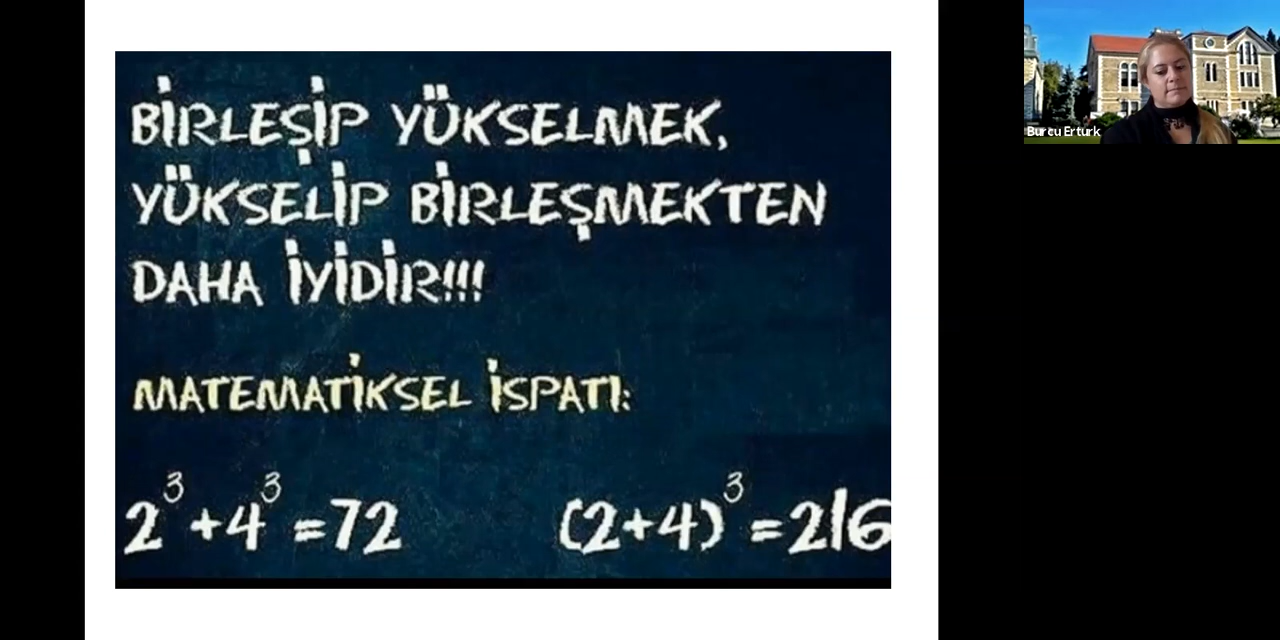 BİRLEŞİP YÜKSELMEK,
YÜKSELİP BİRLEŞMEKTEN
DAHA İYİDİR!!!
MATEMATİKSEL İSPATI:
2³+4³=72 (2+4)³=216
Burcu Erturk